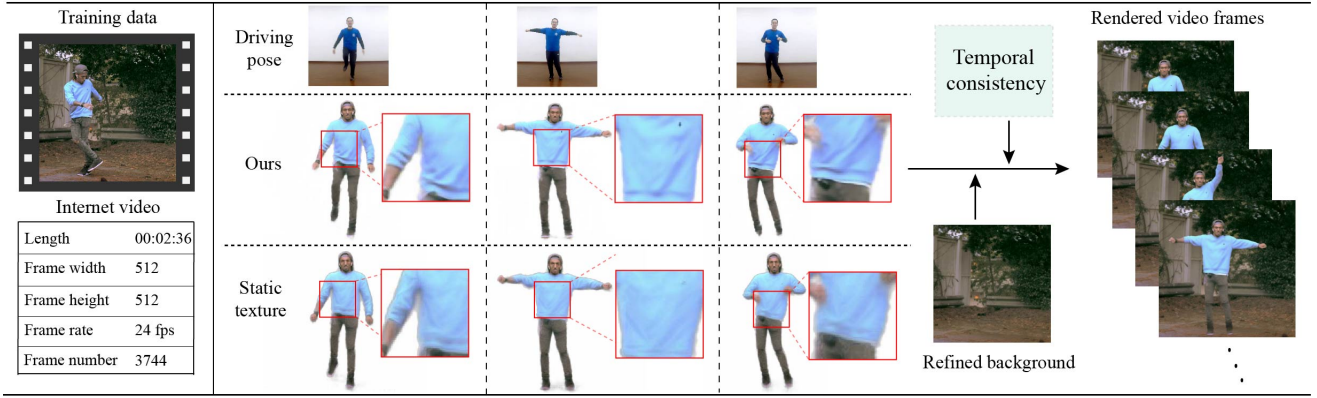 Training data
Internet video
Length 00:02:36
Frame width 512
Frame height 512
Frame rate 24 fps
Frame number 3744
Driving
pose
Ours
Static
texture
Temporal
consistency
Refined background
Rendered video frames